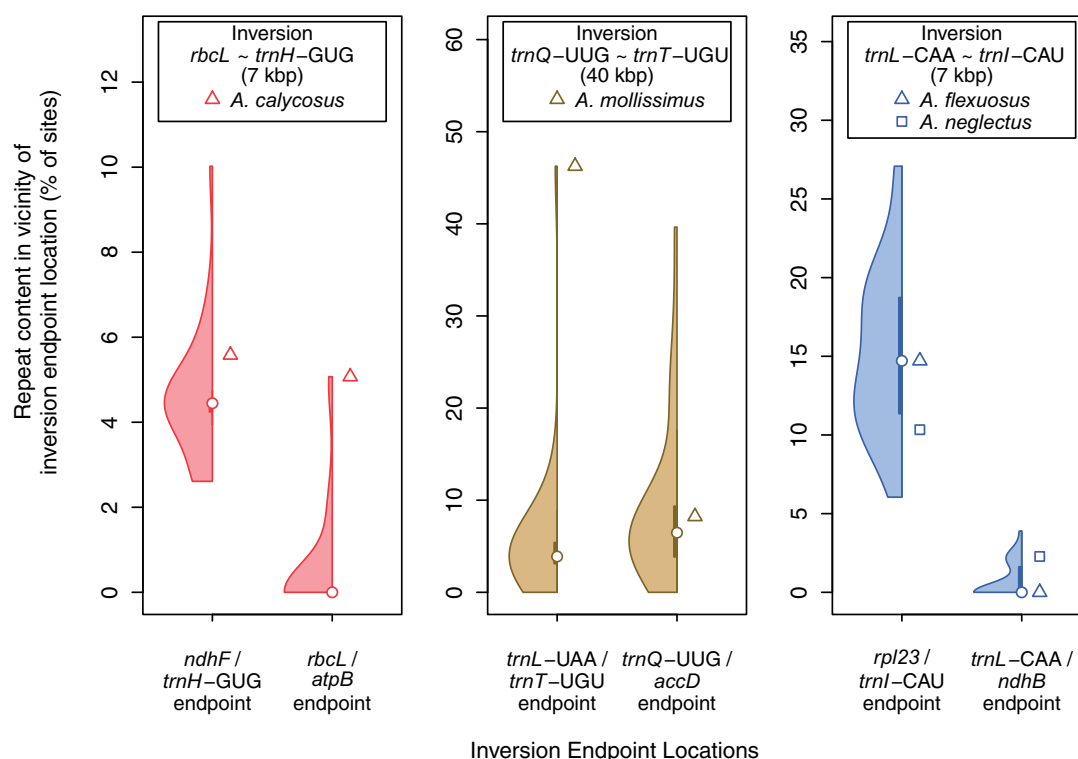 Repeat content in vicinity of
inversion endpoint location (% of sites)
Inversion
rbcL ~ trnH−GUG
(7 kbp)
A. calycosus
0
2
4
6
8
10
12
ndhF /
trnH−GUG
endpoint
rbcL /
atpB
endpoint
Inversion
trnQ−UUG ~ trnT−UGU
(40 kbp)
A. mollissimus
0
10
20
30
40
50
60
trnL−UAA /
trnT−UGU
endpoint
trnQ−UUG /
accD
endpoint
Inversion
trnL−CAA ~ trnI−CAU
(7 kbp)
A. flexuosus
A. neglectus
0
5
10
15
20
25
30
35
rpl23 /
trnI−CAU
endpoint
trnL−CAA /
ndhB
endpoint
Inversion Endpoint Locations